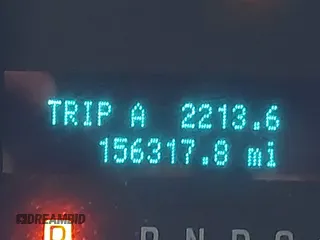 TRIP A 2213.6
156317.8 mi
DREAMBID
P R N D